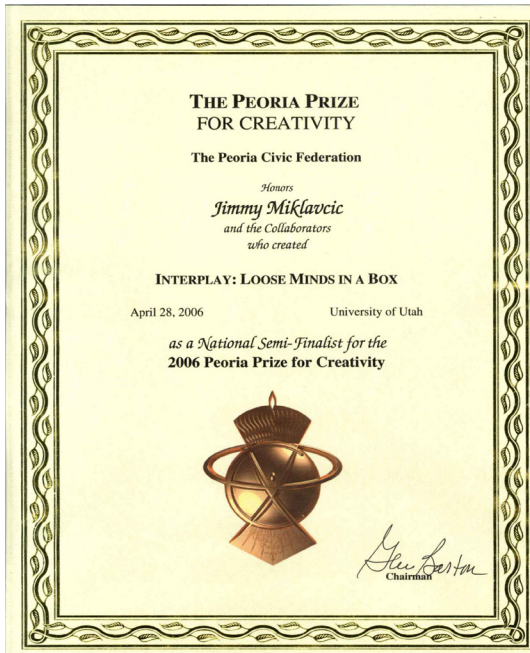 THE PEORIA PRIZE
FOR CREATIVITY
The Peoria Civic Federation
Honors
Jimmy Miklavcic
and the Collaborators
who created
INTERPLAY: LOOSE MINDS IN A BOX
April 28, 2006 University of Utah
as a National Semi-Finalist for the
2006 Peoria Prize for Creativity
Glen Barton
Chairman